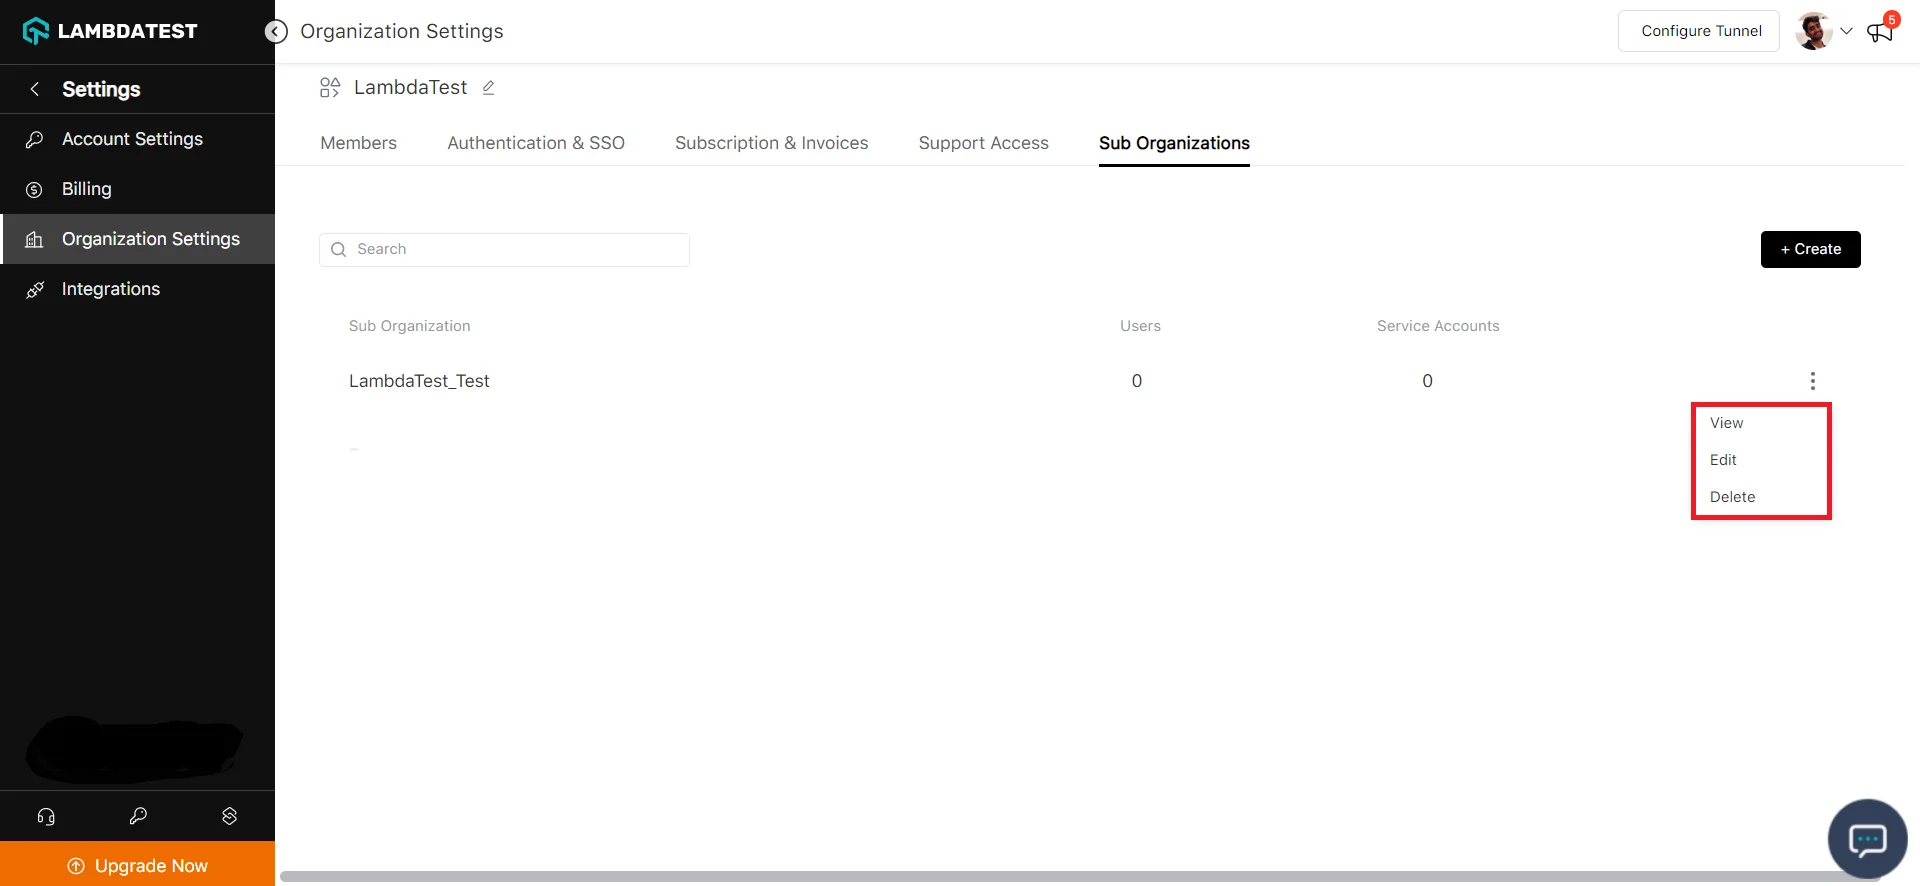 LAMBDATEST
Organization Settings
Configure Tunnel
5
Settings
LambdaTest
Account Settings
Members
Authentication & SSO
Subscription & Invoices
Support Access
Sub Organizations
Billing
Organization Settings
Search
+ Create
Integrations
Sub Organization
Users
Service Accounts
LambdaTest_Test
0
0
View
Edit
Delete
Upgrade Now